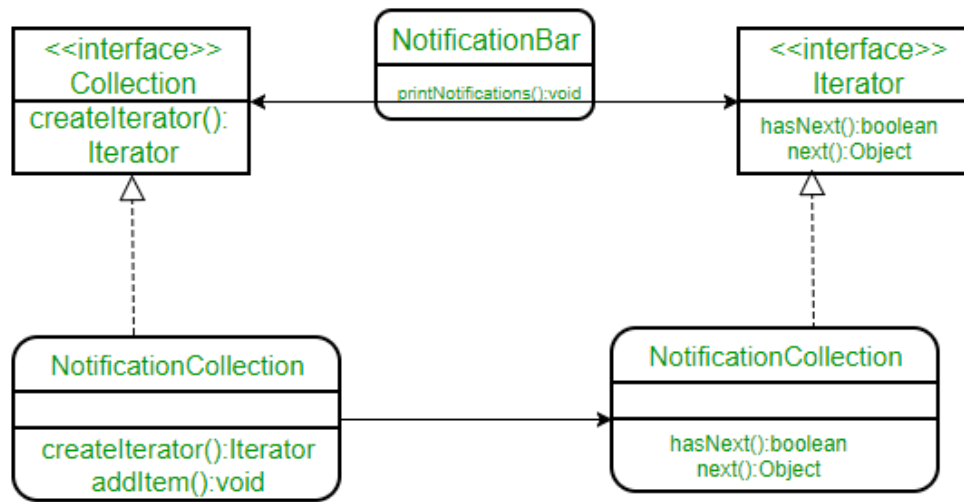 <<interface>>
Collection
createIterator():
Iterator
NotificationBar
printNotifications():void
<<interface>>
Iterator
hasNext():boolean
next():Object
NotificationCollection
createIterator():Iterator
addItem():void
NotificationCollection
hasNext():boolean
next():Object